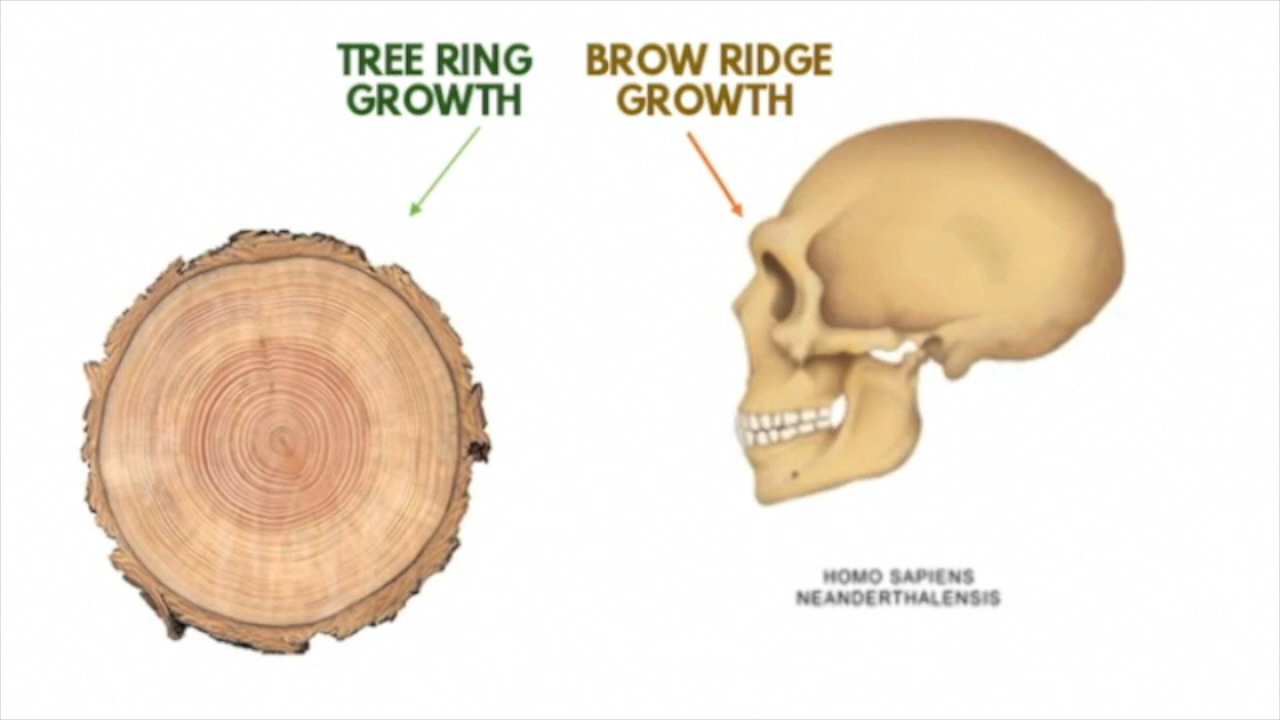 TREE RING
GROWTH
BROW RIDGE
GROWTH
HOMO SAPIENS
NEANDERTHALENSIS